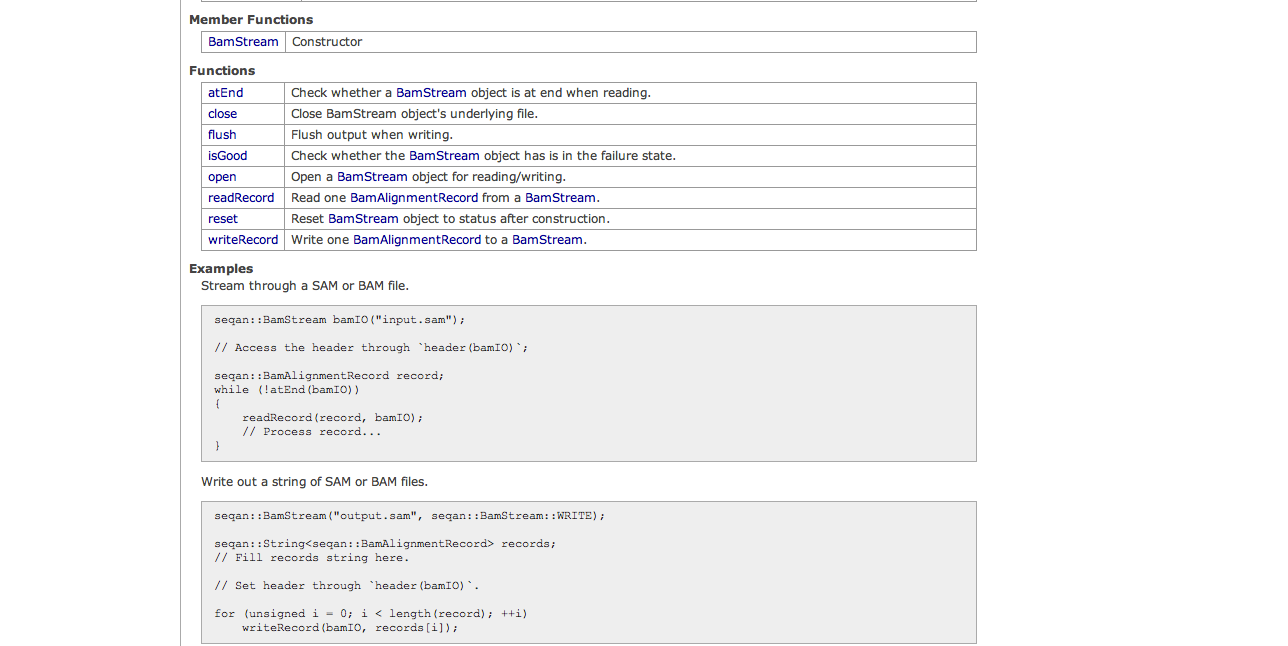 Member Functions
BamStream Constructor
Functions
atEnd Check whether a BamStream object is at end when reading.
close Close BamStream object's underlying file.
flush Flush output when writing.
isGood Check whether the BamStream object has is in the failure state.
open Open a BamStream object for reading/writing.
readRecord Read one BamAlignmentRecord from a BamStream.
reset Reset BamStream object to status after construction.
writeRecord Write one BamAlignmentRecord to a BamStream.
Examples
Stream through a SAM or BAM file.
seqan::BamStream bamIO("input.sam");
// Access the header through `header(bamIO)`;
seqan::BamAlignmentRecord record;
while (!atEnd(bamIO))
{
readRecord(record, bamIO);
// Process record...
}
Write out a string of SAM or BAM files.
seqan::BamStream("output.sam", seqan::BamStream::WRITE);
seqan::String<seqan::BamAlignmentRecord> records;
// Fill records string here.
// Set header through `header(bamIO)`.
for (unsigned i = 0; i < length(record); ++i)
writeRecord(bamIO, records[i]);